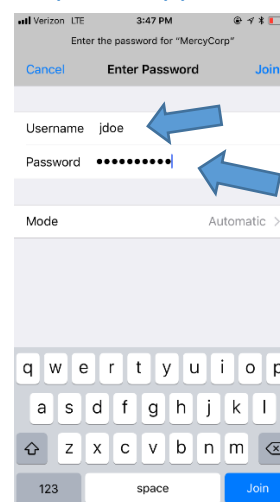 Verizon LTE 3:47 PM
Enter the password for “MercyCorp”
Cancel Enter Password Join
Username jdoe
Password ••••••••••
Mode Automatic
q w e r t y u i o p
a s d f g h j k l
z x c v b n m
123 space Join